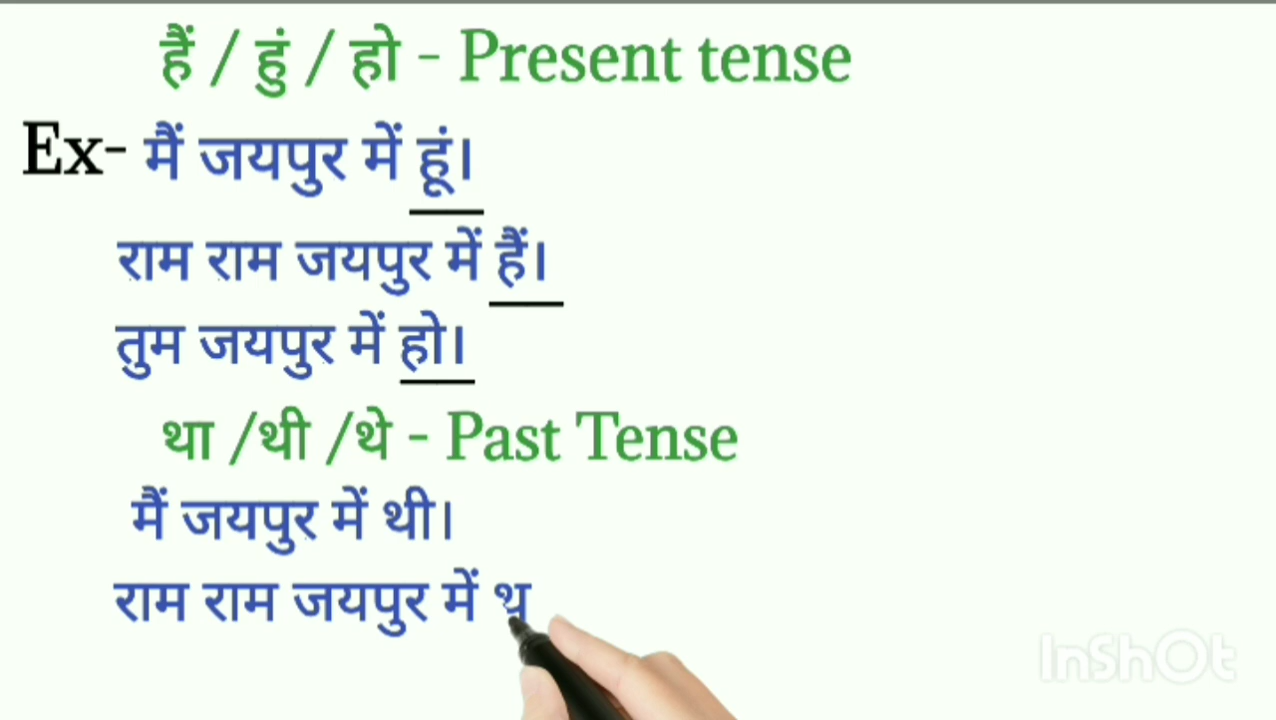 हैं / हुं / हो - Present tense
Ex- मैं जयपुर में हूं।
राम राम जयपुर में हैं।
तुम जयपुर में हो।
था /थी /थे - Past Tense
मैं जयपुर में थी।
राम राम जयपुर में थ
InShOt